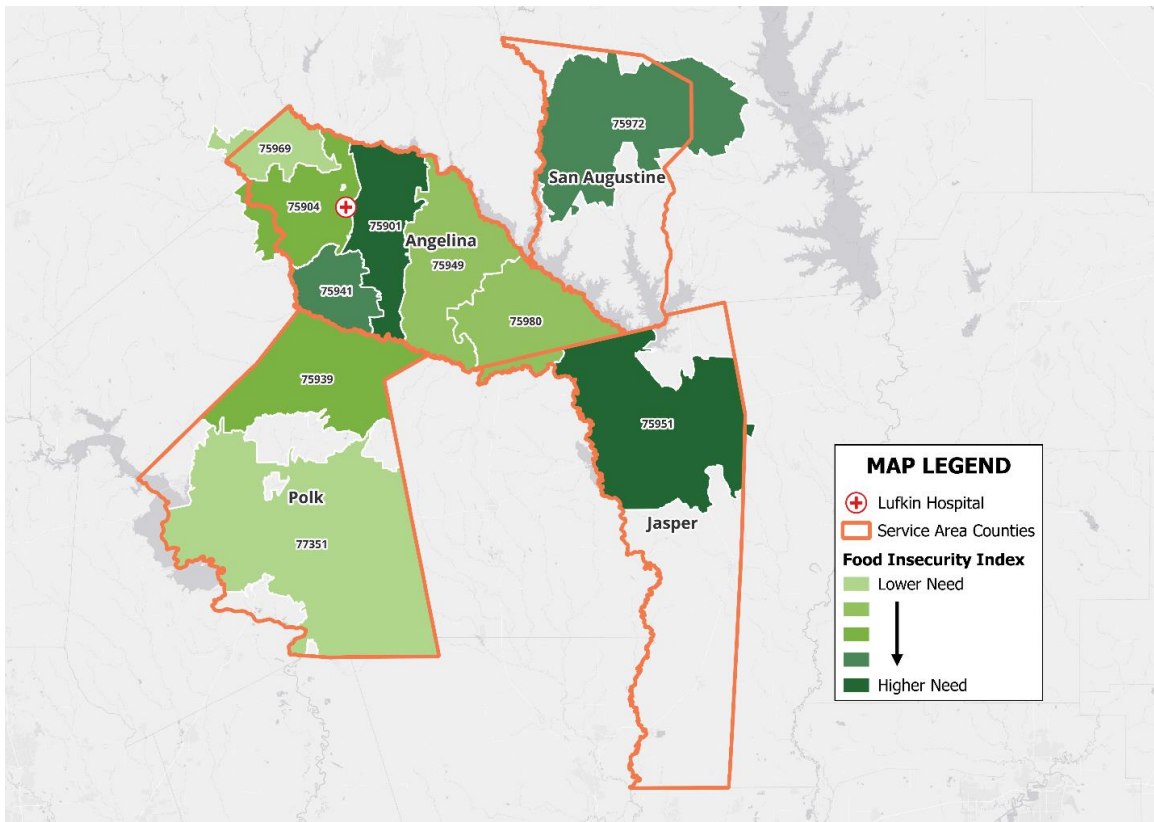 75972
75969
San Augustine
75904
75901
Angelina
75949
75941
75980
75939
75951
Polk
Jasper
77351
MAP LEGEND
Lufkin Hospital
Service Area Counties
Food Insecurity Index
Lower Need
Higher Need